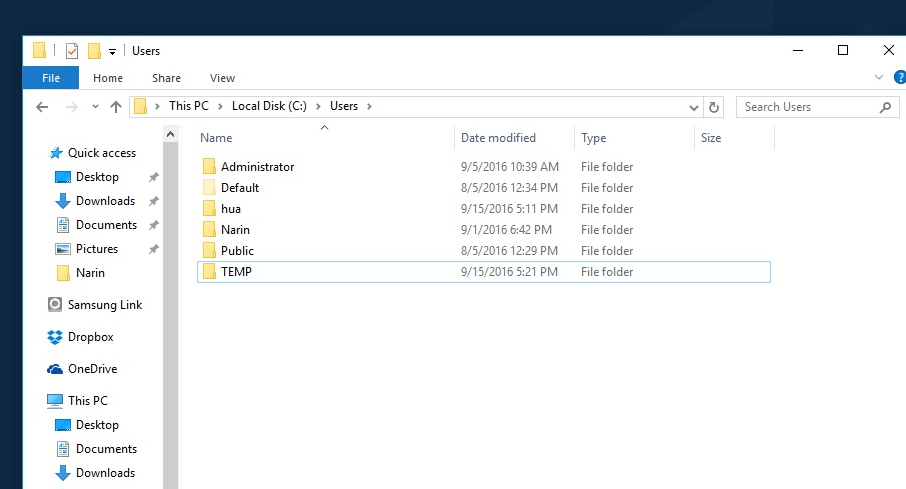 Users
File Home Share View
This PC Local Disk (C:) Users Search Users
Name Date modified Type Size
Quick access
Desktop
Downloads
Documents
Pictures
Narin
Samsung Link
Dropbox
OneDrive
This PC
Desktop
Documents
Downloads
Administrator 9/5/2016 10:39 AM File folder
Default 8/5/2016 12:34 PM File folder
hua 9/15/2016 5:11 PM File folder
Narin 9/1/2016 6:42 PM File folder
Public 8/5/2016 12:29 PM File folder
TEMP 9/15/2016 5:21 PM File folder